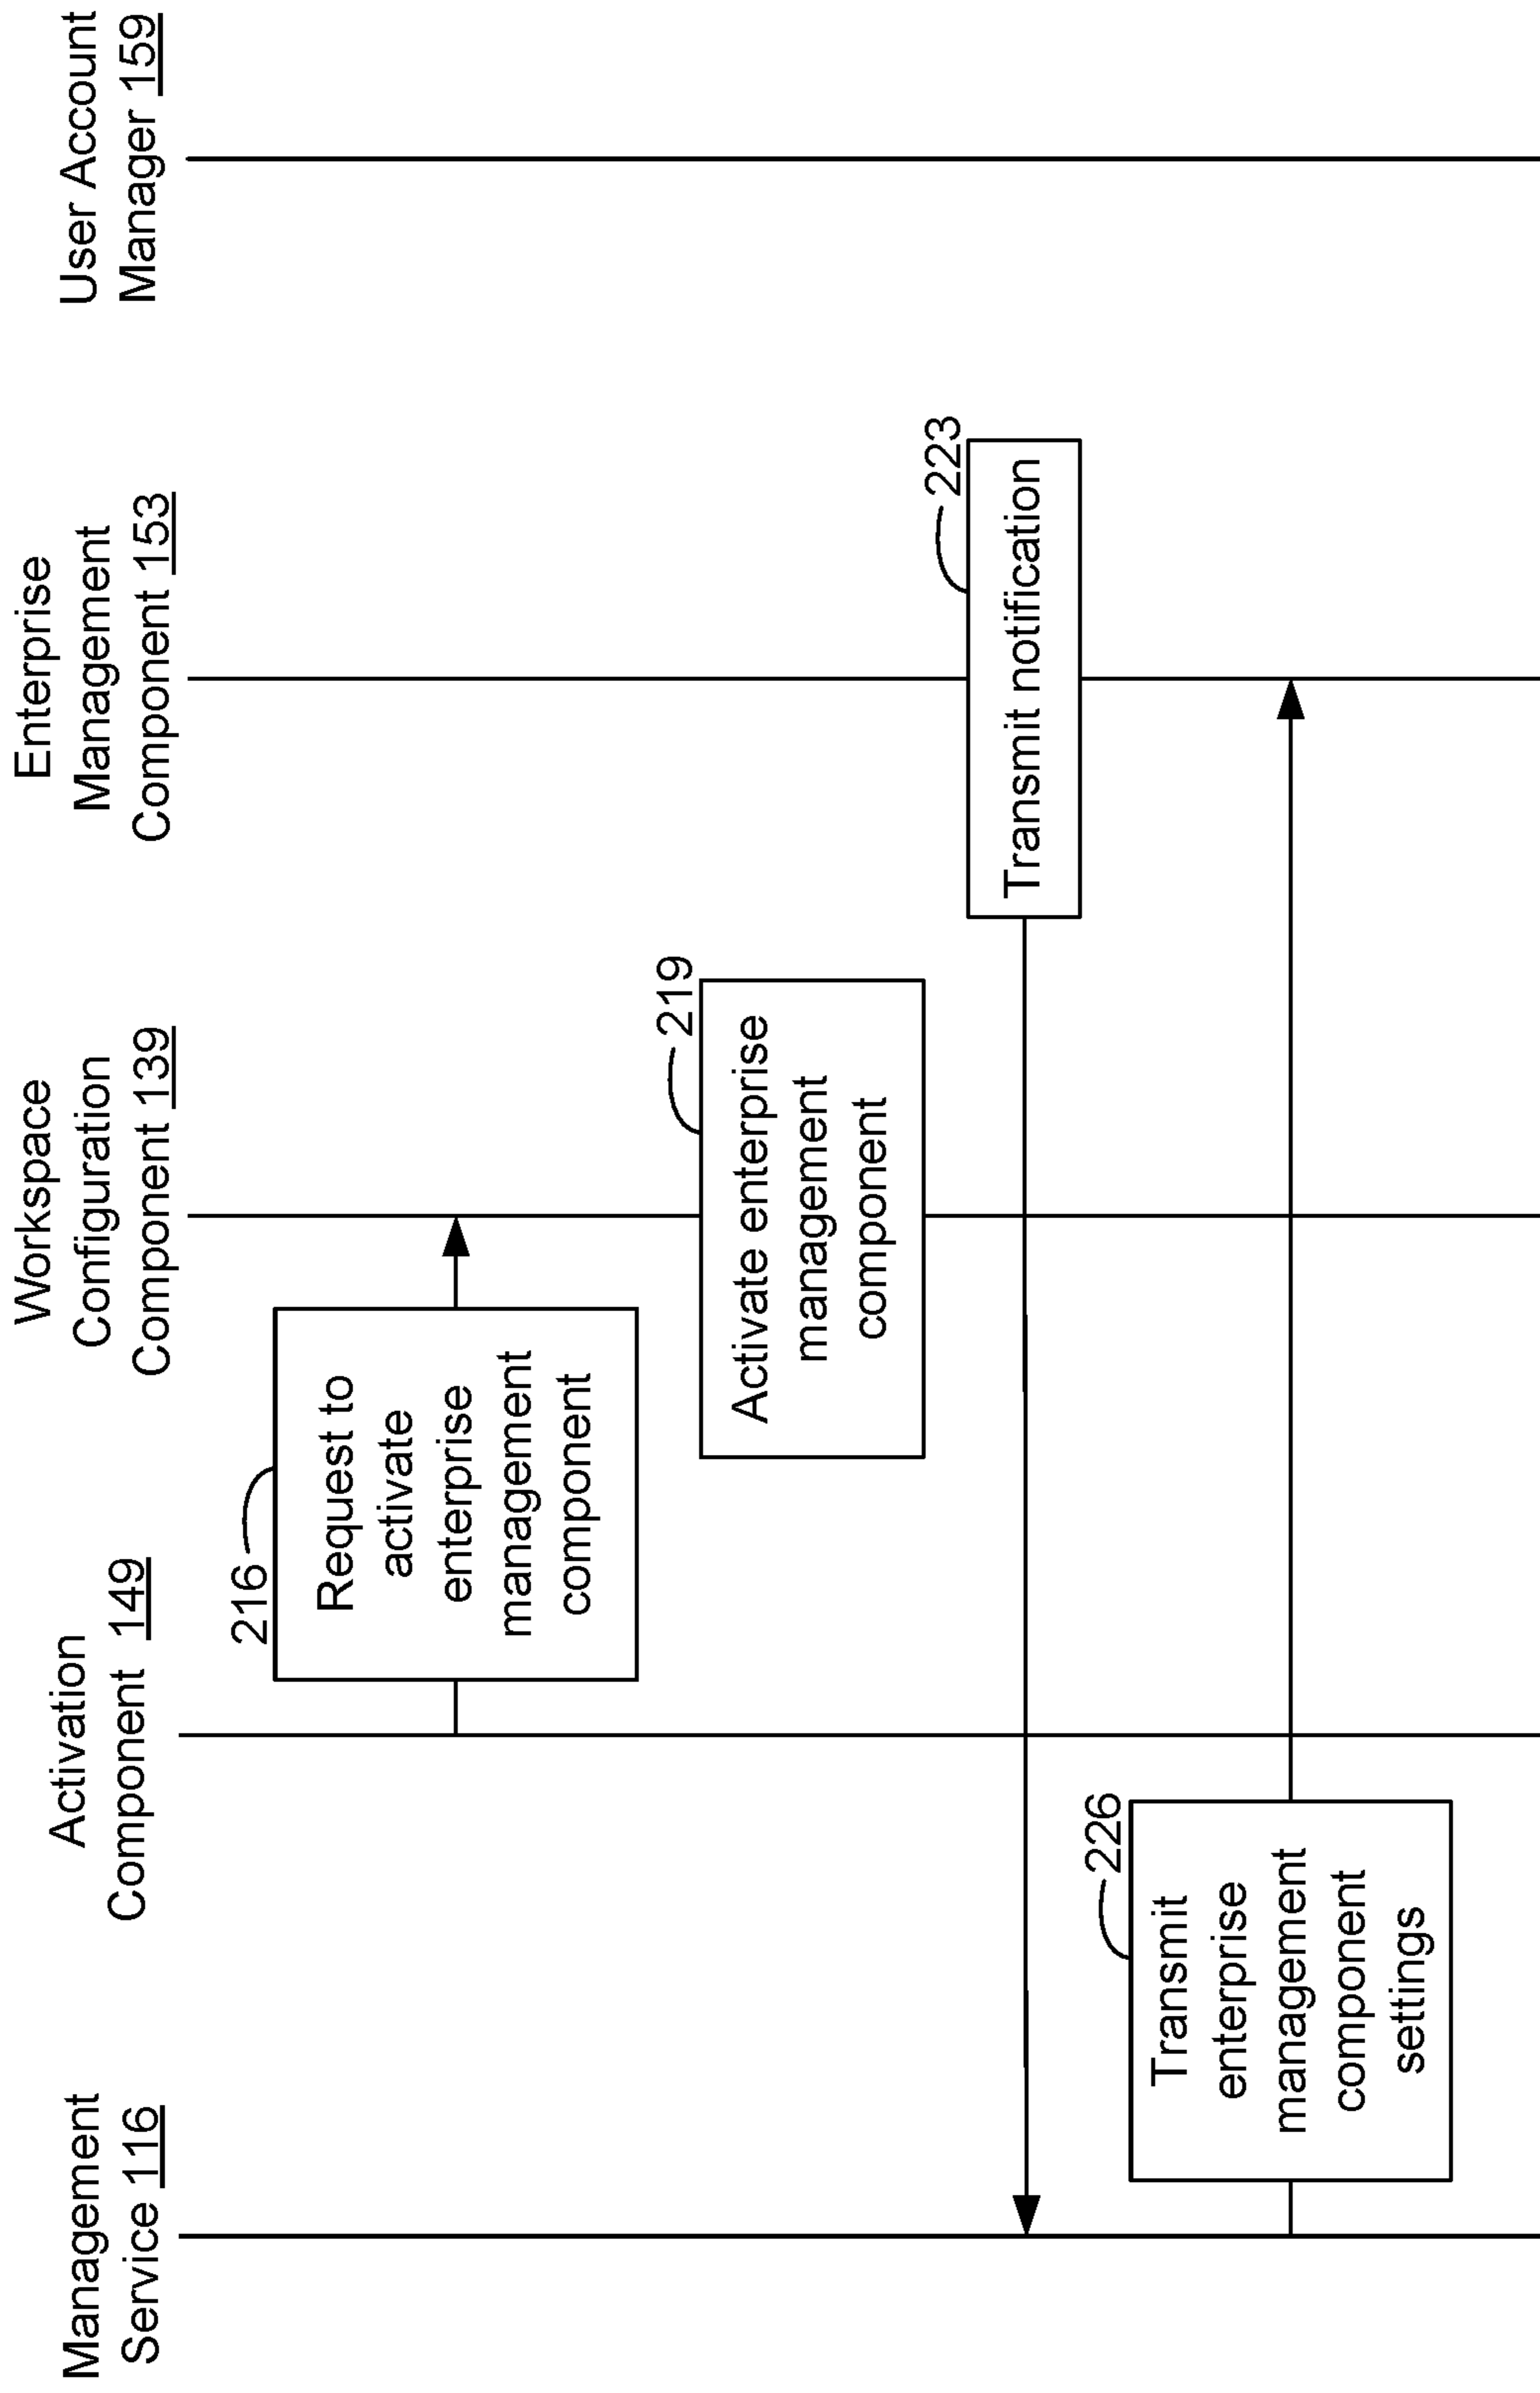 Management
Service 116
Activation
Component 149
Workspace
Configuration
Component 139
Enterprise
Management
Component 153
User Account
Manager 159
216
Request to
activate
enterprise
management
component
219
Activate enterprise
management
component
223
Transmit notification
226
Transmit
enterprise
management
component
settings